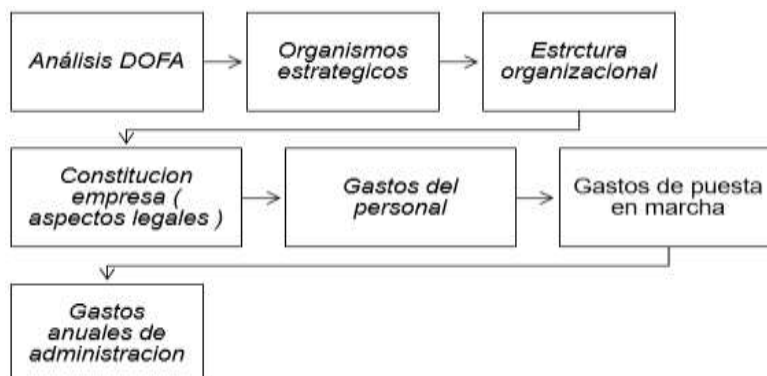 Análisis DOFA
Organismos
estrategicos
Estrctura
organizacional
Constitucion
empresa (
aspectos legales )
Gastos del
personal
Gastos de puesta
en marcha
Gastos
anuales de
administracion